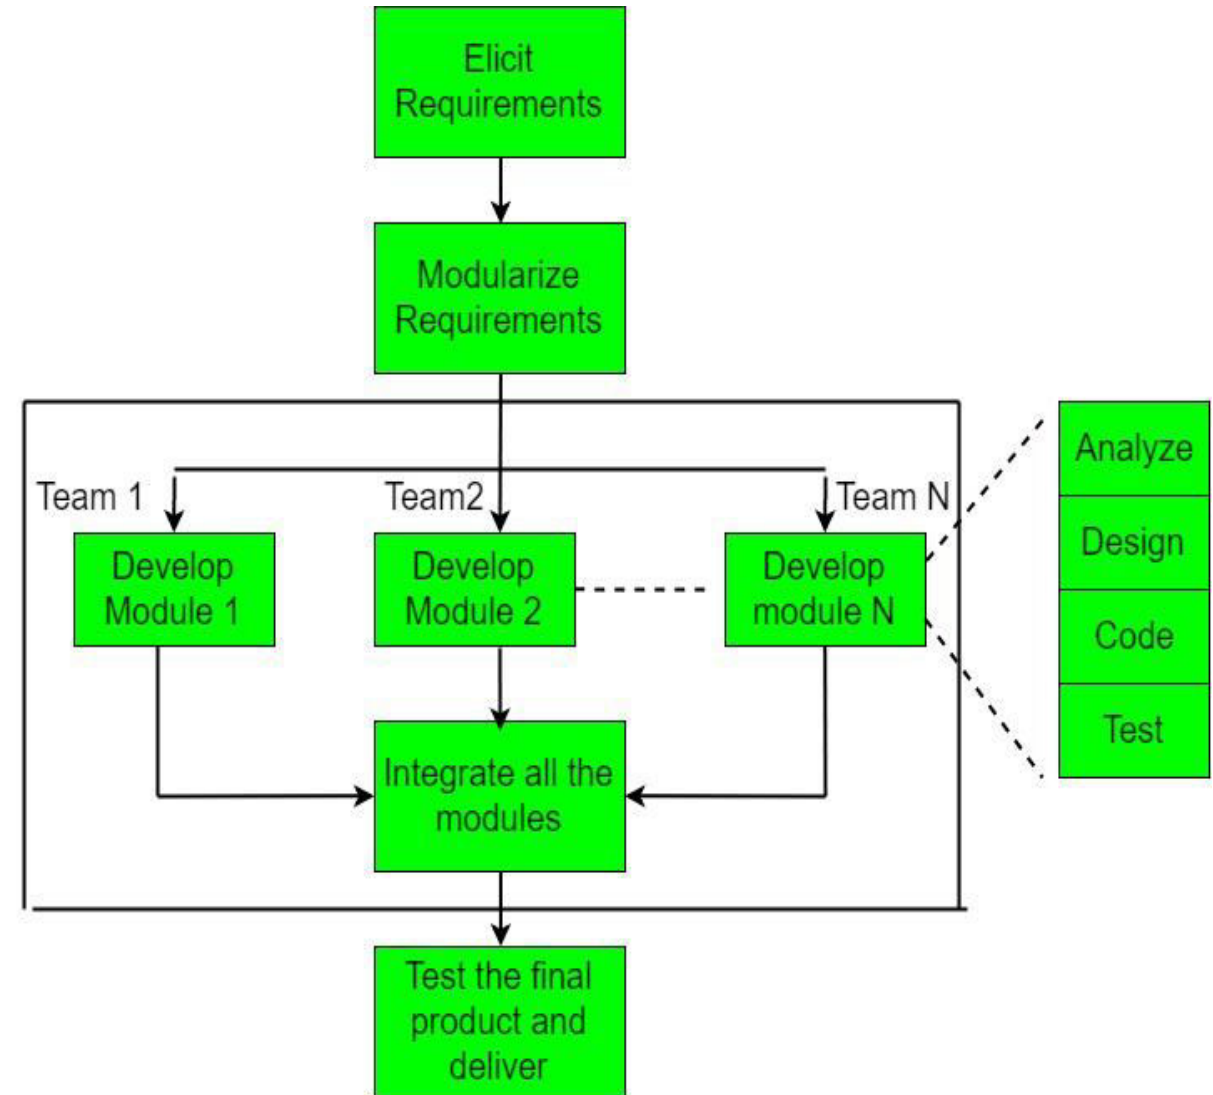 Elicit
Requirements
Modularize
Requirements
Team 1
Team2
Team N
Develop
Module 1
Develop
Module 2
Develop
module N
Analyze
Design
Code
Test
Integrate all the
modules
Test the final
product and
deliver